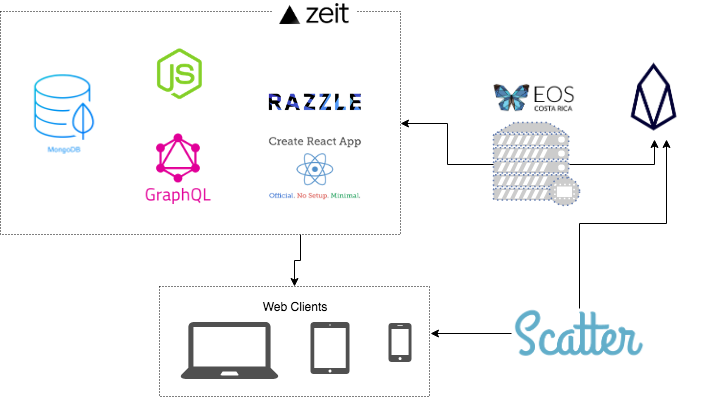 zeit
JS
RAZZLE
EOS
COSTA RICA
Create React App
MongoDB
GraphQL
Official. No Setup. Minimal.
Web Clients
Scatter